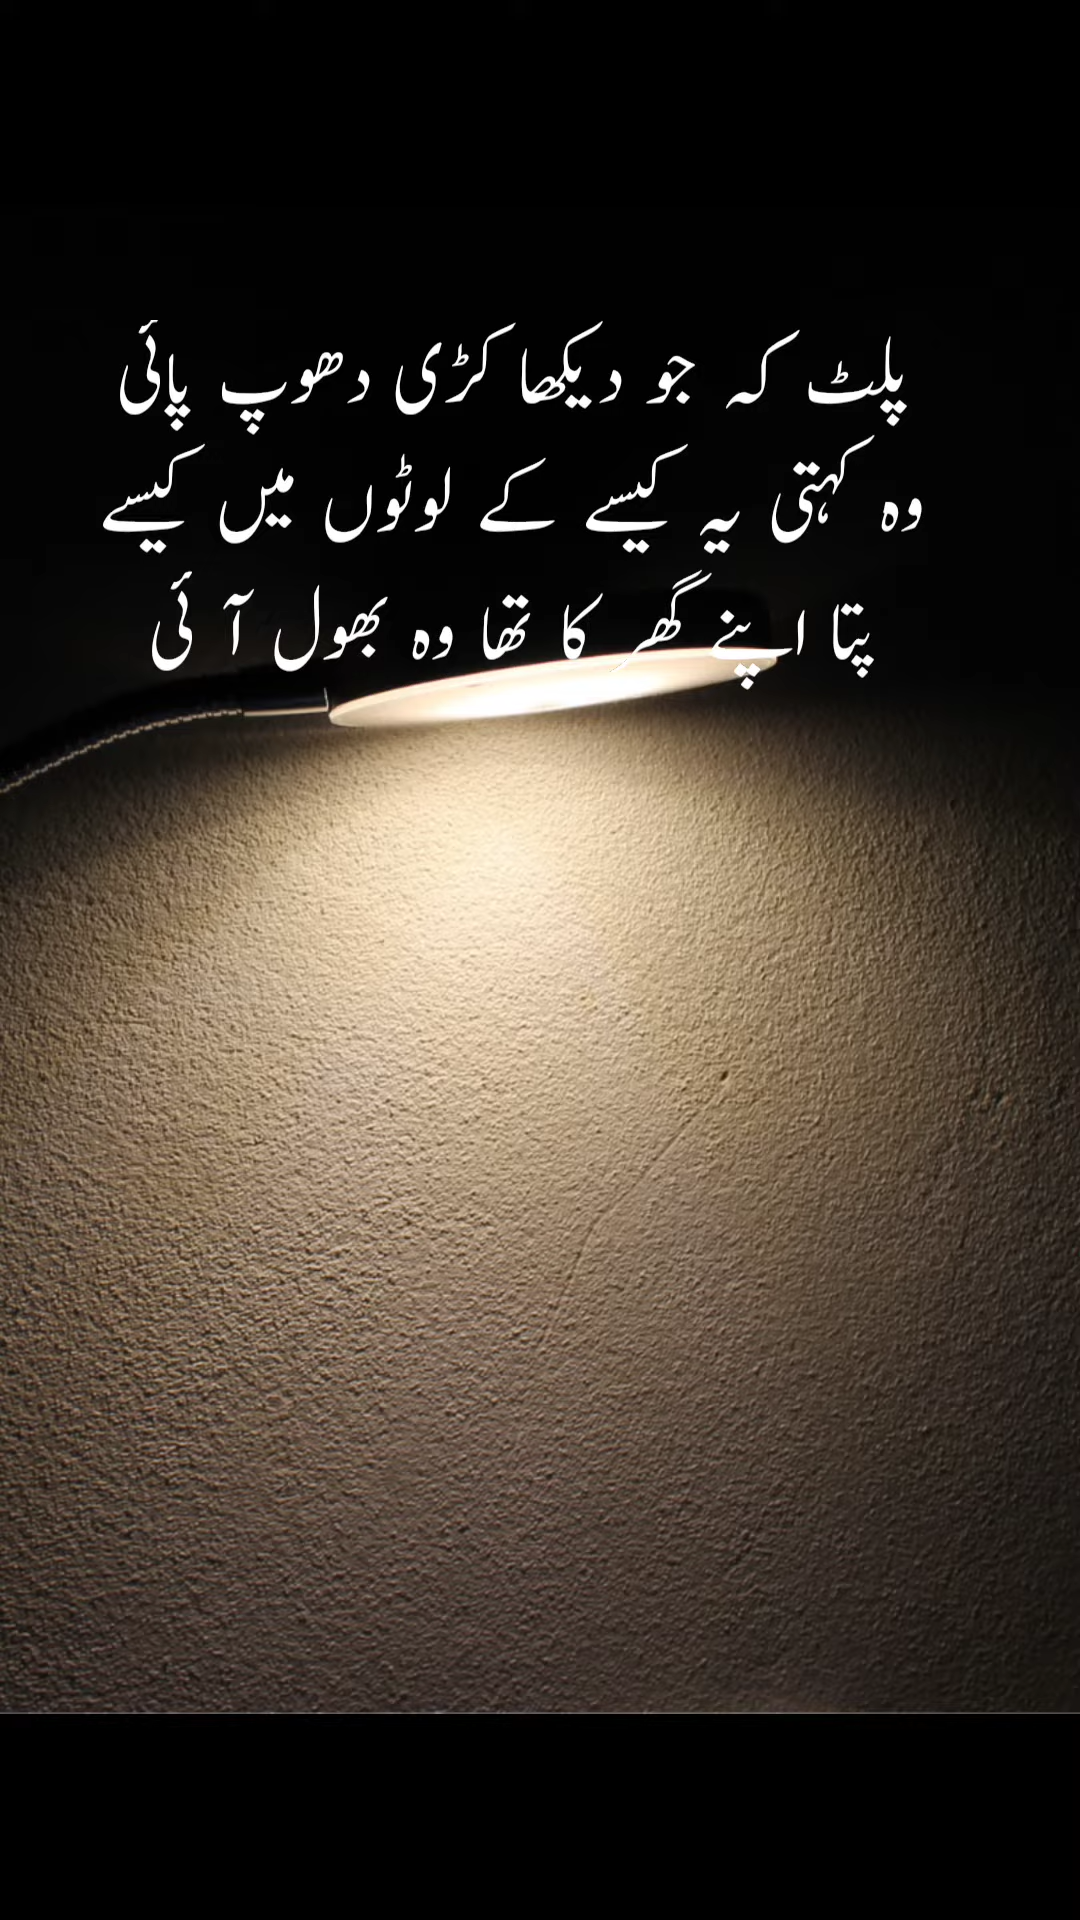 پلٹ کہ جو دیکھا کڑی دھوپ پائی
وہ کہتی یہ کیسے کے لوٹوں میں کیسے
پتا اپنے گھر کا تھا وہ بھول آ ئی